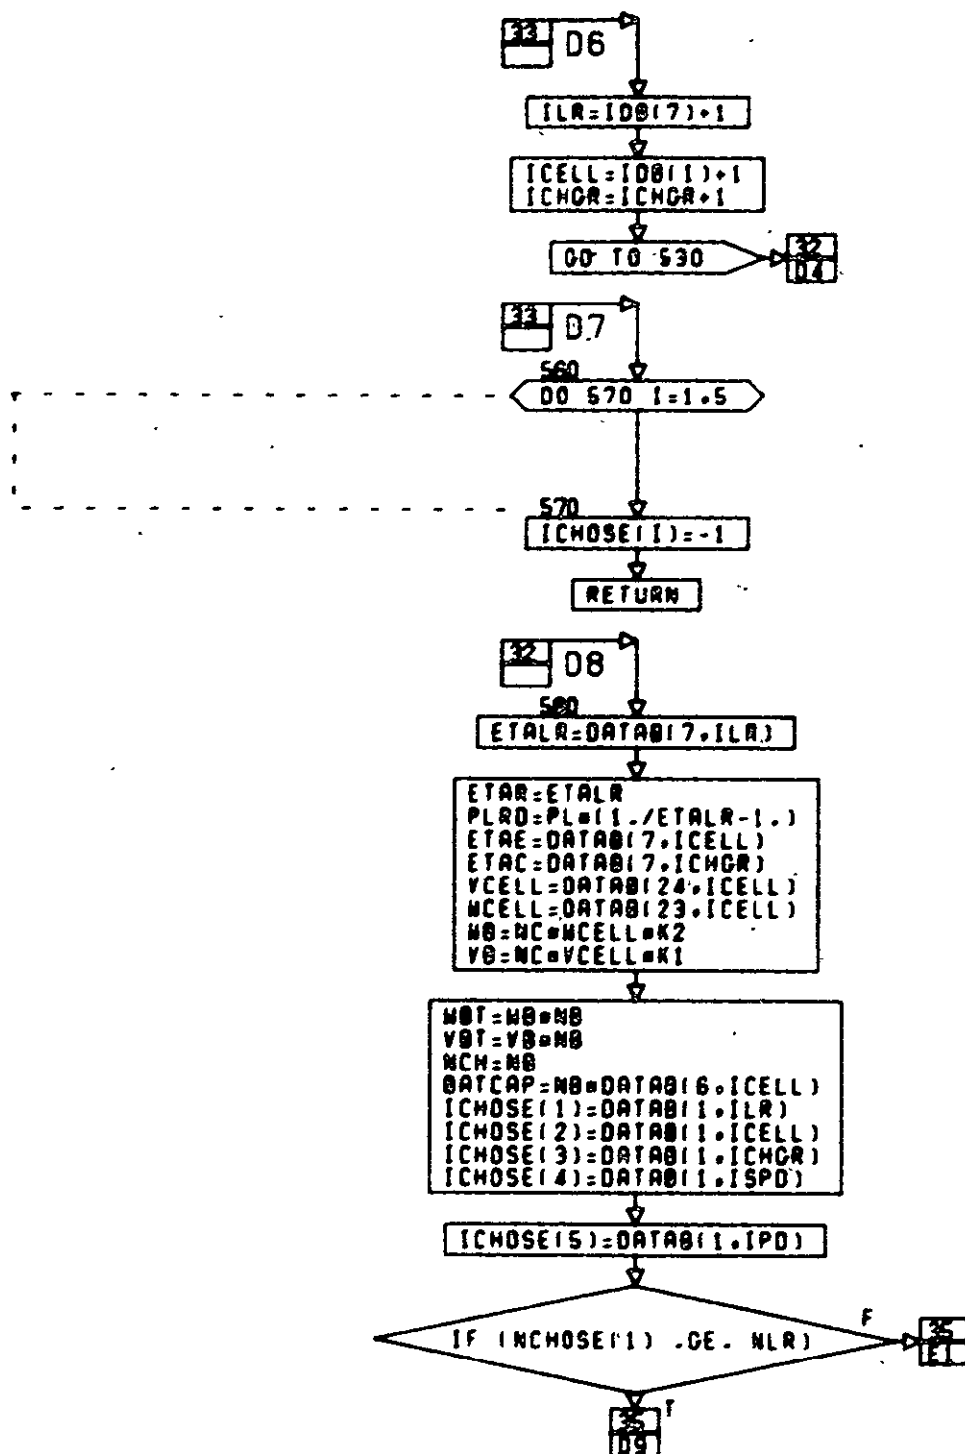 33
D6
ILR=IDB(7)+1
ICELL=IDB(1)+1
ICHGR=ICHGR+1
GO TO 530
32
D4
33
D7
560
DO 570 I=1,5
570
ICHOSE(I)=-1
RETURN
32
D8
580
ETALR=DATAB(7,ILR)
ETAR=ETALR
PLRD=PL*(1./ETALR-1.)
ETAE=DATAB(7,ICELL)
ETAC=DATAB(7,ICHGR)
VCELL=DATAB(24,ICELL)
WCELL=DATAB(23,ICELL)
WB=NC*WCELL*K2
VB=NC*VCELL*K1
WBT=WB*NB
VBT=VB*NB
NCH=NB
BATCAP=NB*DATAB(6,ICELL)
ICHOSE(1)=DATAB(1,ILR)
ICHOSE(2)=DATAB(1,ICELL)
ICHOSE(3)=DATAB(1,ICHGR)
ICHOSE(4)=DATAB(1,ISPD)
ICHOSE(5)=DATAB(1,IPD)
IF (NCHOSE(1) .GE. NLR)
F
35
E1
T
35
D9